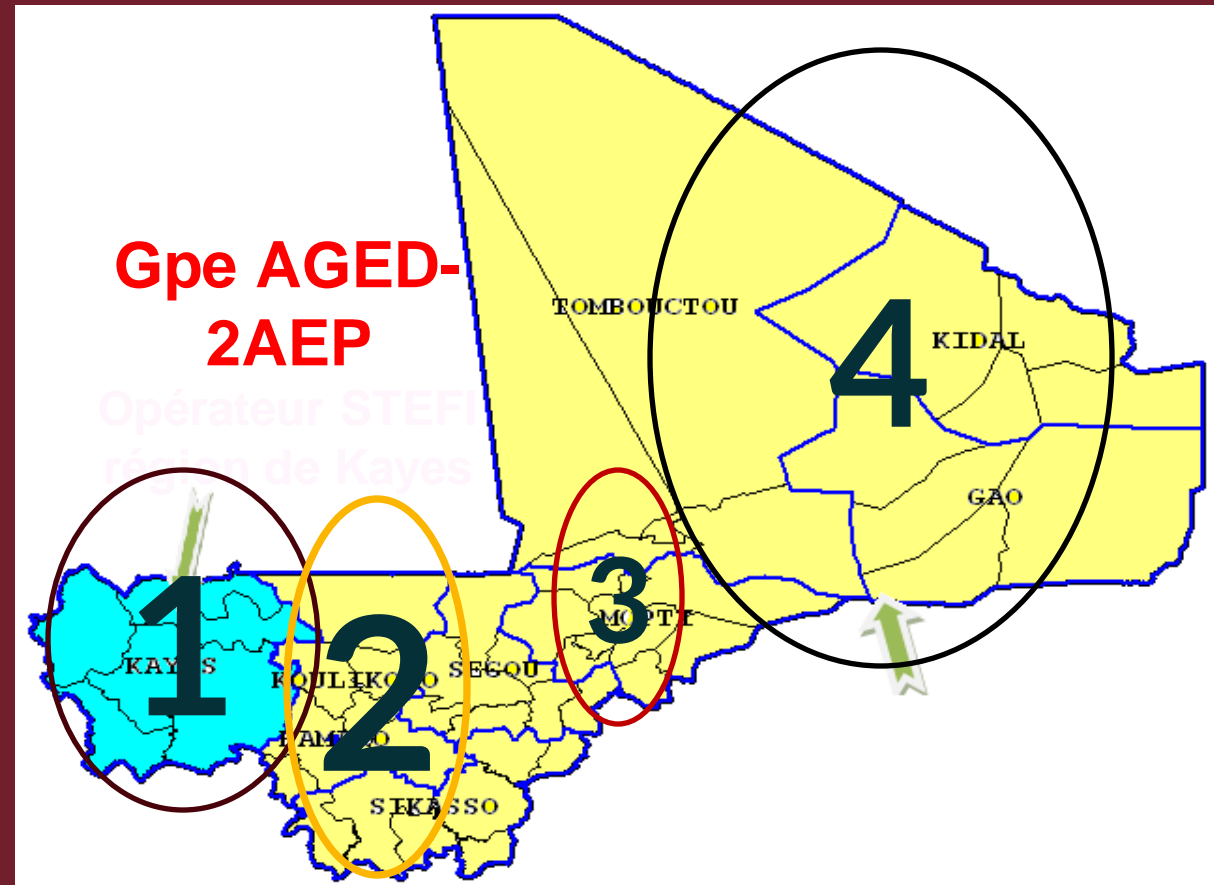 Gpe AGED-
2AEP
Opérateur STEFI
région de Kayes
TOMBOUCTOU
KIDAL
4
GAO
1
KAYES
2
KOULIKORO
SEGOU
3
MOPTI
BAMAKO
SIKASSO